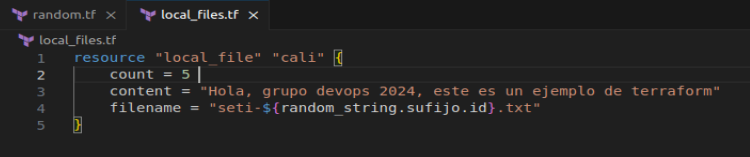 random.tf × local_files.tf ×
local_files.tf
1 resource "local_file" "cali" {
2 count = 5
3 content = "Hola, grupo devops 2024, este es un ejemplo de terraform"
4 filename = "seti-${random_string.sufijo.id}.txt"
5 }